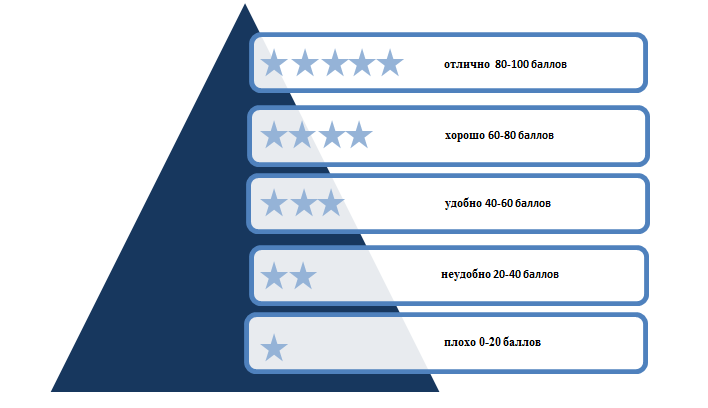 отлично 80-100 баллов
хорошо 60-80 баллов
удобно 40-60 баллов
неудобно 20-40 баллов
плохо 0-20 баллов